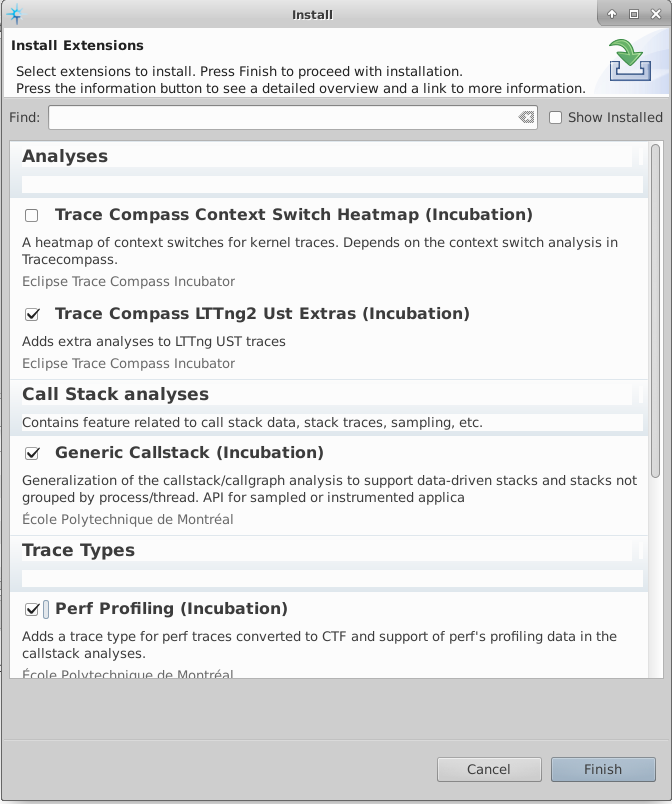 Install
Install Extensions
Select extensions to install. Press Finish to proceed with installation.
Press the information button to see a detailed overview and a link to more information.
Find:
Show Installed
Analyses
Trace Compass Context Switch Heatmap (Incubation)
A heatmap of context switches for kernel traces. Depends on the context switch analysis in
Tracecompass.
Eclipse Trace Compass Incubator
Trace Compass LTTng2 Ust Extras (Incubation)
Adds extra analyses to LTTng UST traces
Eclipse Trace Compass Incubator
Call Stack analyses
Contains feature related to call stack data, stack traces, sampling, etc.
Generic Callstack (Incubation)
Generalization of the callstack/callgraph analysis to support data-driven stacks and stacks not
grouped by process/thread. API for sampled or instrumented applica
École Polytechnique de Montréal
Trace Types
Perf Profiling (Incubation)
Adds a trace type for perf traces converted to CTF and support of perf's profiling data in the
callstack analyses.
École Polytechnique de Montréal
Cancel
Finish